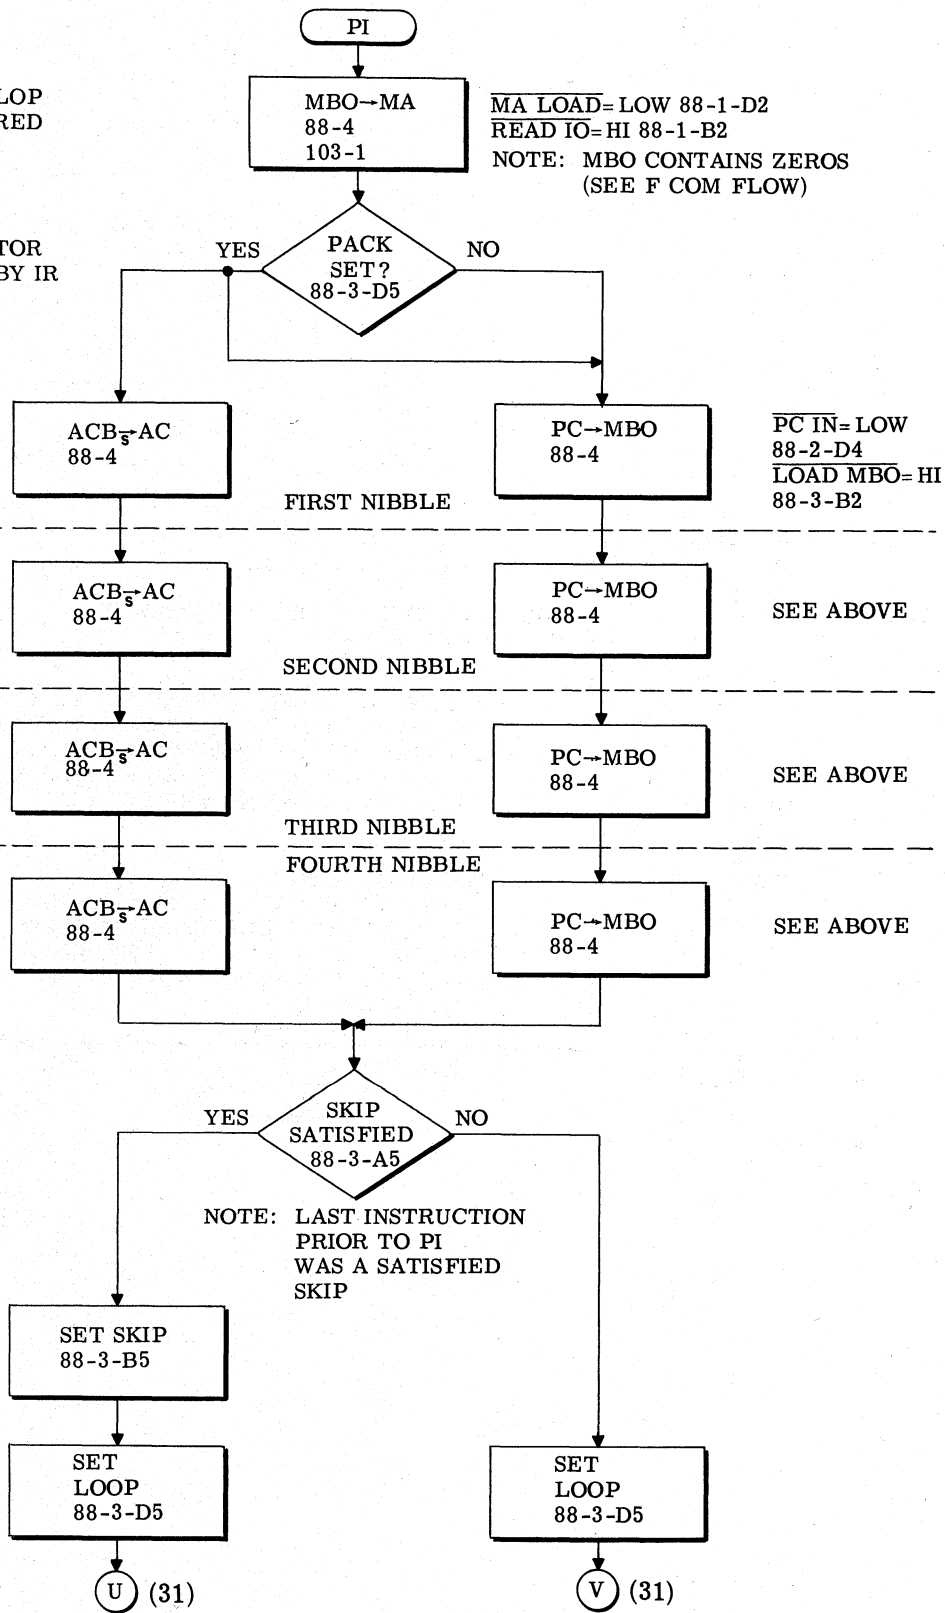 PI
LOP
RED
MBO→MA
88-4
103-1
MA LOAD=LOW 88-1-D2
READ IO=HI 88-1-B2
NOTE: MBO CONTAINS ZEROS
(SEE F COM FLOW)
TOR
BY IR
YES
PACK
SET?
88-3-D5
NO
ACB→AC
S
88-4
PC→MBO
88-4
PC IN=LOW
88-2-D4
LOAD MBO=HI
88-3-B2
FIRST NIBBLE
ACB→AC
S
88-4
PC→MBO
88-4
SEE ABOVE
SECOND NIBBLE
ACB→AC
S
88-4
PC→MBO
88-4
SEE ABOVE
THIRD NIBBLE
FOURTH NIBBLE
ACB→AC
S
88-4
PC→MBO
88-4
SEE ABOVE
YES
SKIP
SATISFIED
88-3-A5
NO
NOTE: LAST INSTRUCTION
PRIOR TO PI
WAS A SATISFIED
SKIP
SET SKIP
88-3-B5
SET
LOOP
88-3-D5
SET
LOOP
88-3-D5
U (31)
V (31)